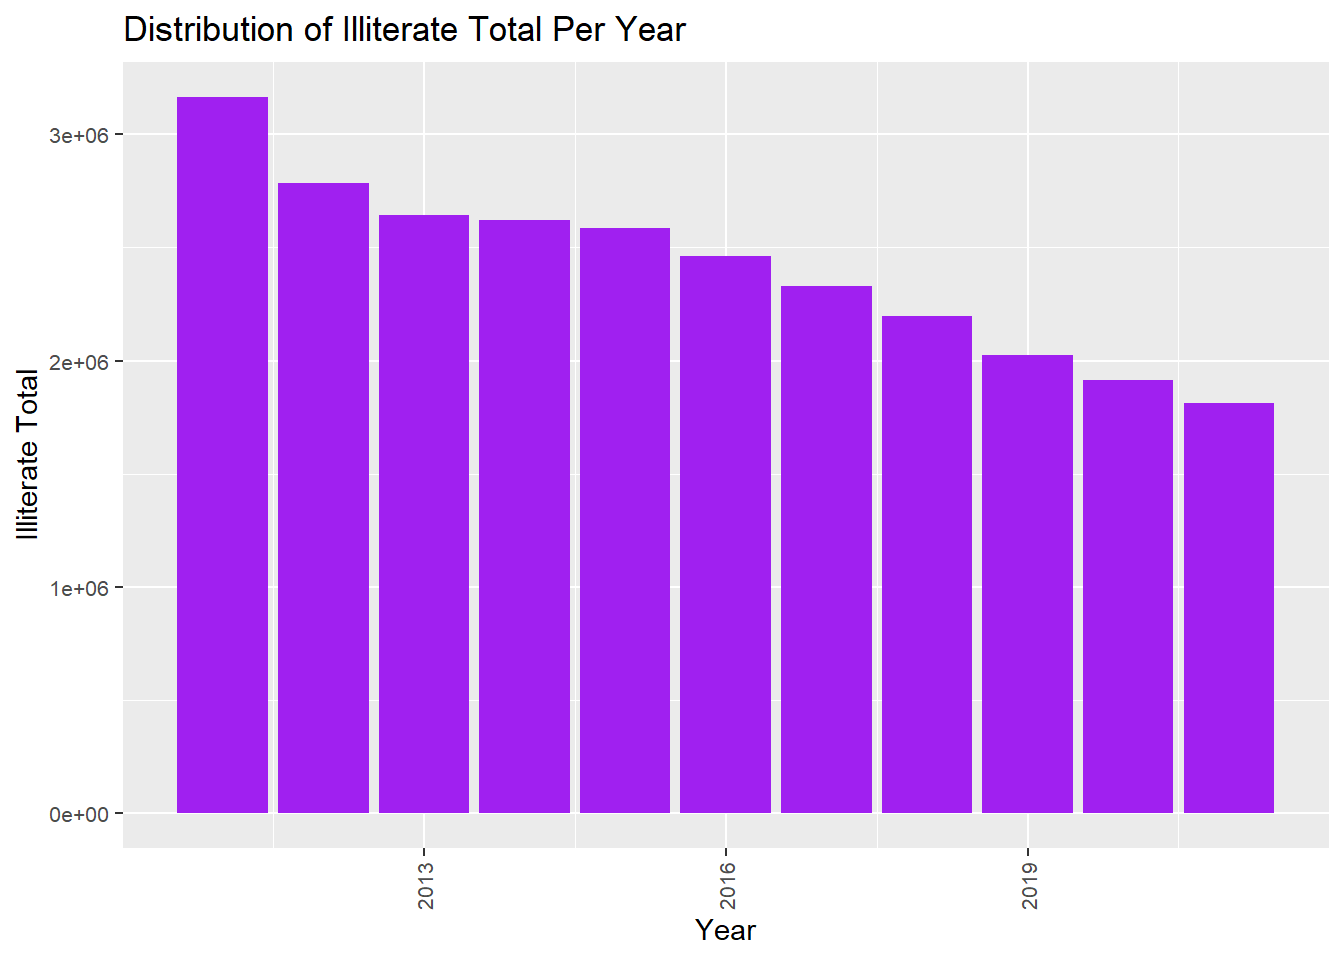 Distribution of Illiterate Total Per Year
3e+06
2e+06
1e+06
0e+00
Illiterate Total
2013
2016
2019
Year